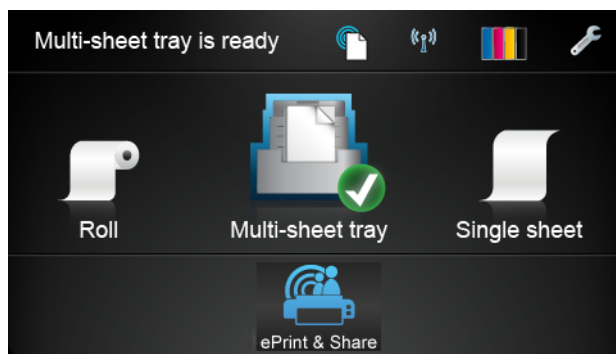 Multi-sheet tray is ready
Roll
Multi-sheet tray
Single sheet
ePrint & Share